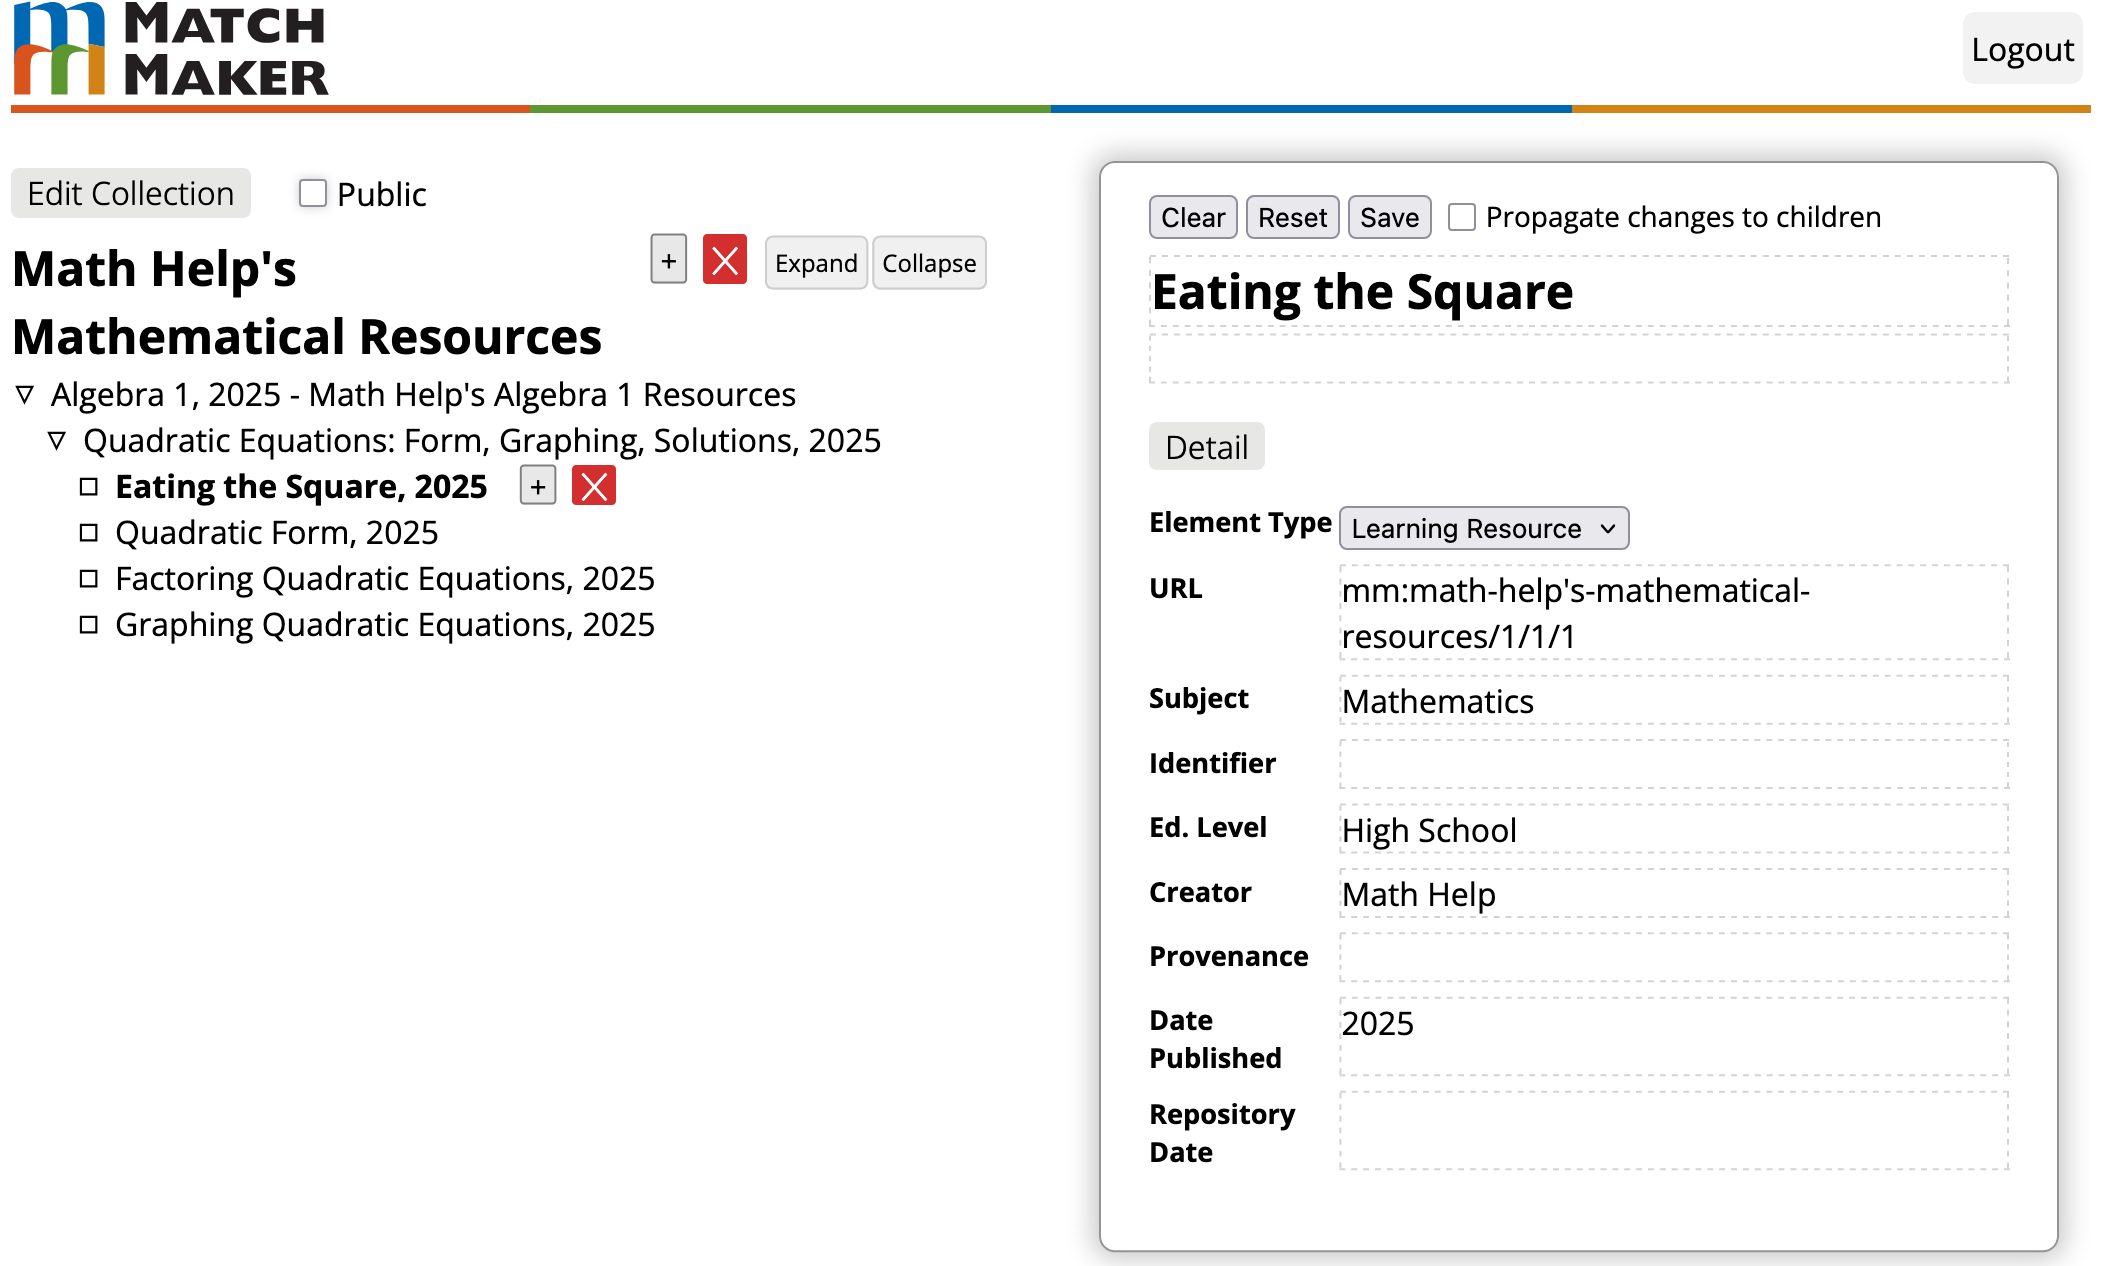 MATCH
MAKER
Logout
Edit Collection
Public
Math Help's
Mathematical Resources
+
Expand
Collapse
Algebra 1, 2025 - Math Help's Algebra 1 Resources
Quadratic Equations: Form, Graphing, Solutions, 2025
Eating the Square, 2025
+
Quadratic Form, 2025
Factoring Quadratic Equations, 2025
Graphing Quadratic Equations, 2025
Clear
Reset
Save
Propagate changes to children
Eating the Square
Detail
Element Type
Learning Resource
URL
mm:math-help's-mathematical-
resources/1/1/1
Subject
Mathematics
Identifier
Ed. Level
High School
Creator
Math Help
Provenance
Date
Published
2025
Repository
Date